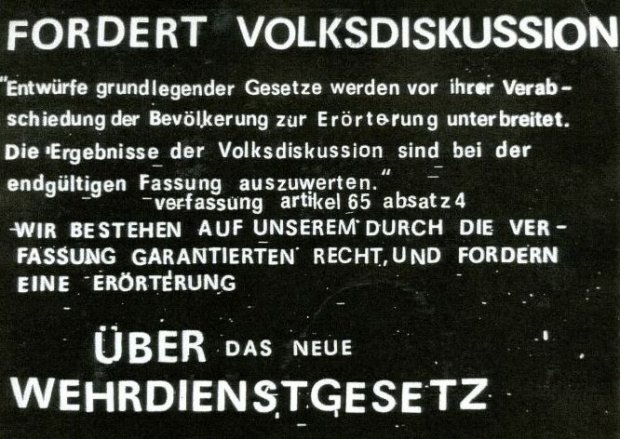 FORDERT VOLKSDISKUSSION
"Entwürfe grundlegender Gesetze werden vor ihrer Verab-
schiedung der Bevölkerung zur Erörterung unterbreitet.
Die Ergebnisse der Volksdiskussion sind bei der
endgültigen Fassung auszuwerten."
verfassung artikel 65 absatz 4
WIR BESTEHEN AUF UNSEREM DURCH DIE VER-
FASSUNG GARANTIERTEN RECHT, UND FORDERN
EINE ERÖRTERUNG
ÜBER DAS NEUE
WEHRDIENSTGESETZ